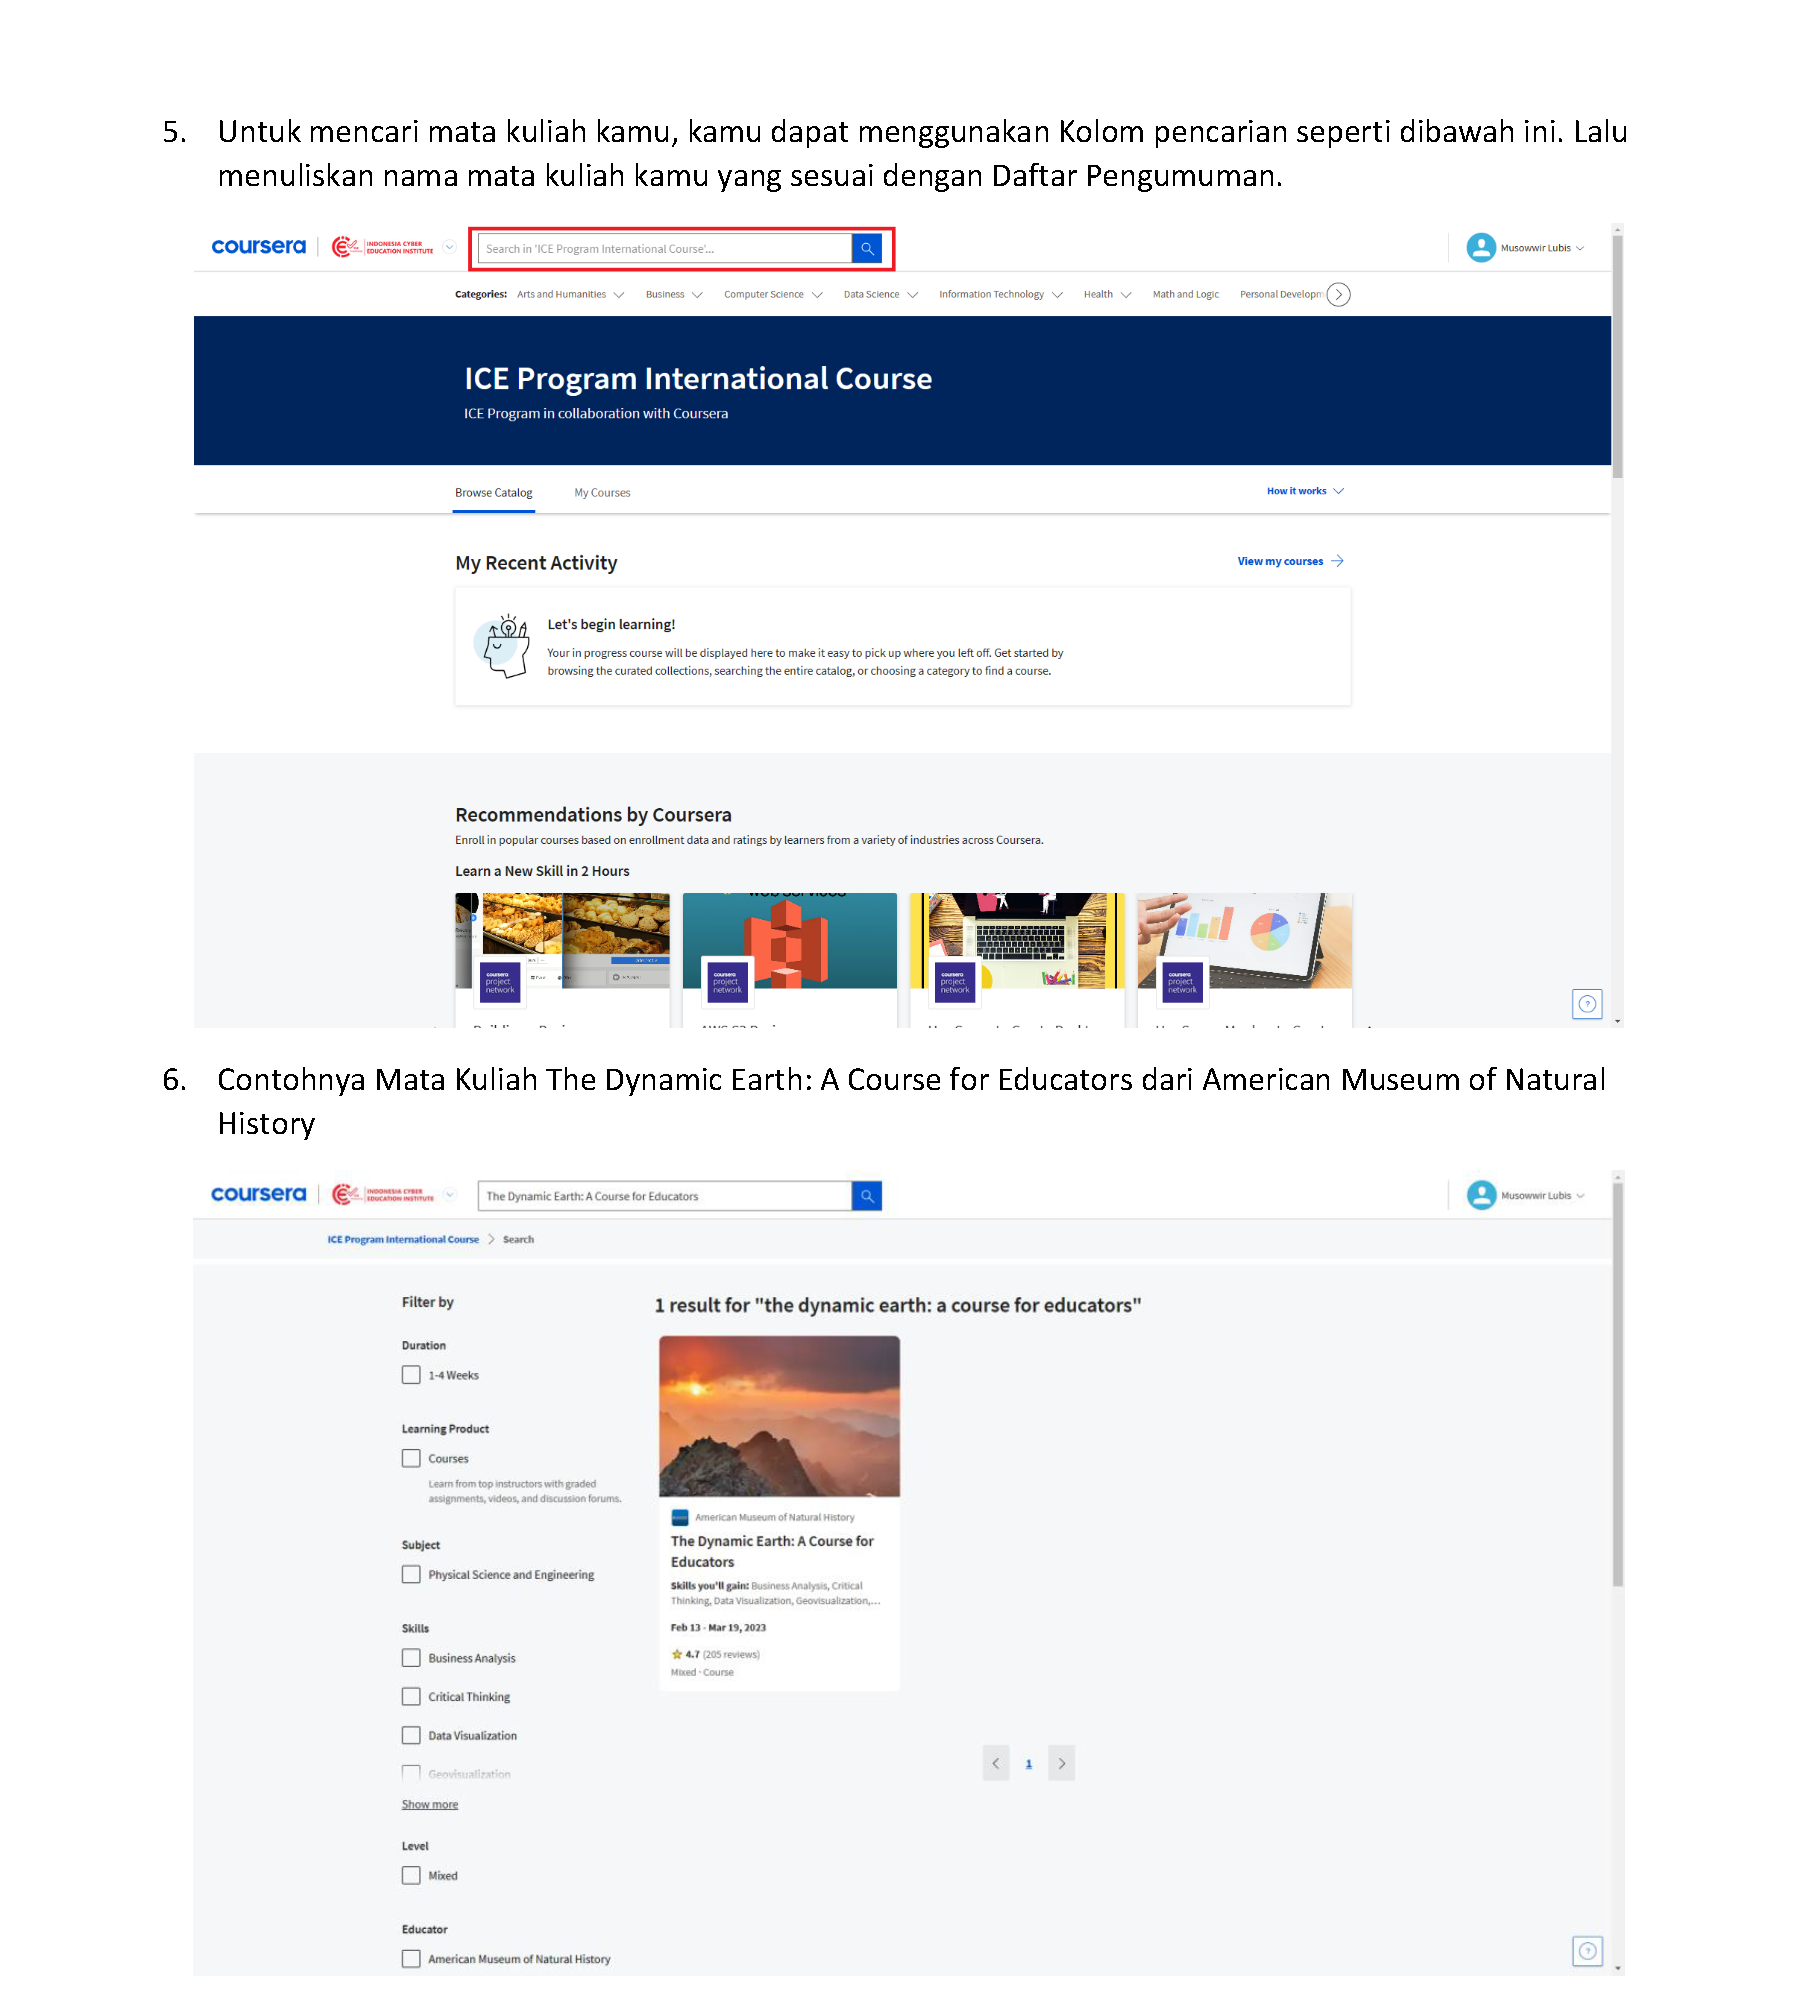 5. Untuk mencari mata kuliah kamu, kamu dapat menggunakan Kolom pencarian seperti dibawah ini. Lalu
menuliskan nama mata kuliah kamu yang sesuai dengan Daftar Pengumuman.
coursera INDONESIA CYBER EDUCATION INSTITUTE Search in 'ICE Program International Course'... Musowwir Lubis
Categories: Arts and Humanities Business Computer Science Data Science Information Technology Health Math and Logic Personal Developm
ICE Program International Course
ICE Program in collaboration with Coursera
Browse Catalog My Courses How it works
My Recent Activity View my courses
Let's begin learning!
Your in progress course will be displayed here to make it easy to pick up where you left off. Get started by
browsing the curated collections, searching the entire catalog, or choosing a category to find a course.
Recommendations by Coursera
Enroll in popular courses based on enrollment data and ratings by learners from a variety of industries across Coursera.
Learn a New Skill in 2 Hours
coursera project network coursera project network coursera project network coursera project network
6. Contohnya Mata Kuliah The Dynamic Earth: A Course for Educators dari American Museum of Natural
History
coursera INDONESIA CYBER EDUCATION INSTITUTE The Dynamic Earth: A Course for Educators Musowwir Lubis
ICE Program International Course > Search
Filter by
1 result for "the dynamic earth: a course for educators"
Duration
1-4 Weeks
Learning Product
Courses
Learn from top instructors with graded
assignments, videos, and discussion forums.
Subject
Physical Science and Engineering
Skills
Business Analysis
Critical Thinking
Data Visualization
Geovisualization
Show more
Level
Mixed
Educator
American Museum of Natural History
American Museum of Natural History
The Dynamic Earth: A Course for
Educators
Skills you'll gain: Business Analysis, Critical
Thinking, Data Visualization, Geovisualization,...
Feb 13 - Mar 19, 2023
4.7 (205 reviews)
Mixed · Course
< 1 >